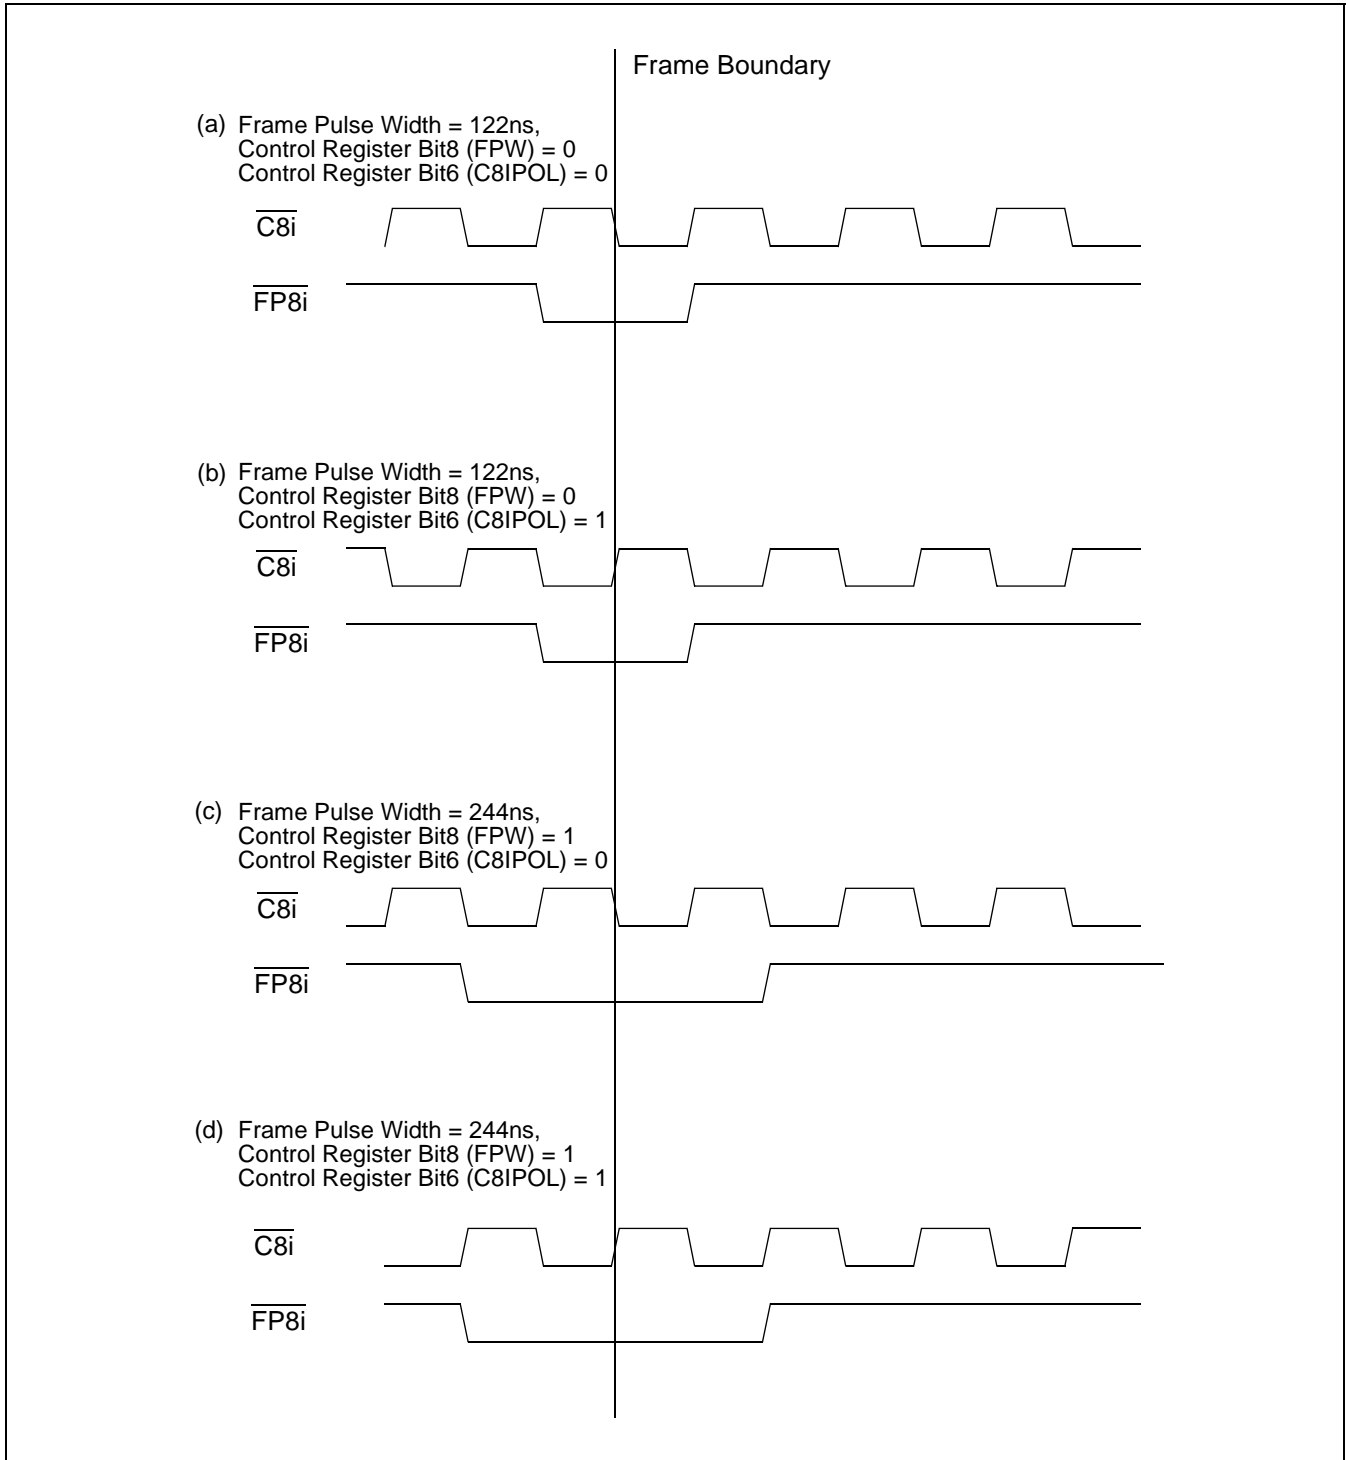 Frame Boundary
(a) Frame Pulse Width = 122ns,
Control Register Bit8 (FPW) = 0
Control Register Bit6 (C8IPOL) = 0
C8i
FP8i
(b) Frame Pulse Width = 122ns,
Control Register Bit8 (FPW) = 0
Control Register Bit6 (C8IPOL) = 1
C8i
FP8i
(c) Frame Pulse Width = 244ns,
Control Register Bit8 (FPW) = 1
Control Register Bit6 (C8IPOL) = 0
C8i
FP8i
(d) Frame Pulse Width = 244ns,
Control Register Bit8 (FPW) = 1
Control Register Bit6 (C8IPOL) = 1
C8i
FP8i